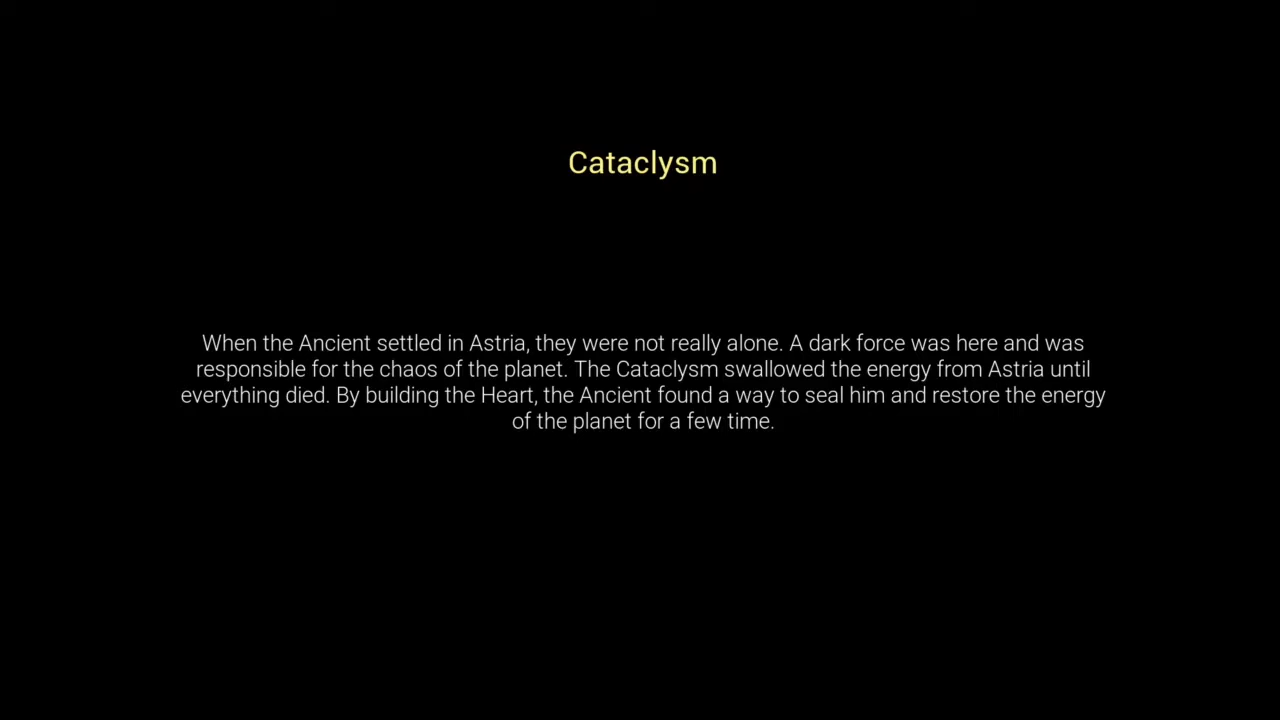 Cataclysm
When the Ancient settled in Astria, they were not really alone. A dark force was here and was
responsible for the chaos of the planet. The Cataclysm swallowed the energy from Astria until
everything died. By building the Heart, the Ancient found a way to seal him and restore the energy
of the planet for a few time.